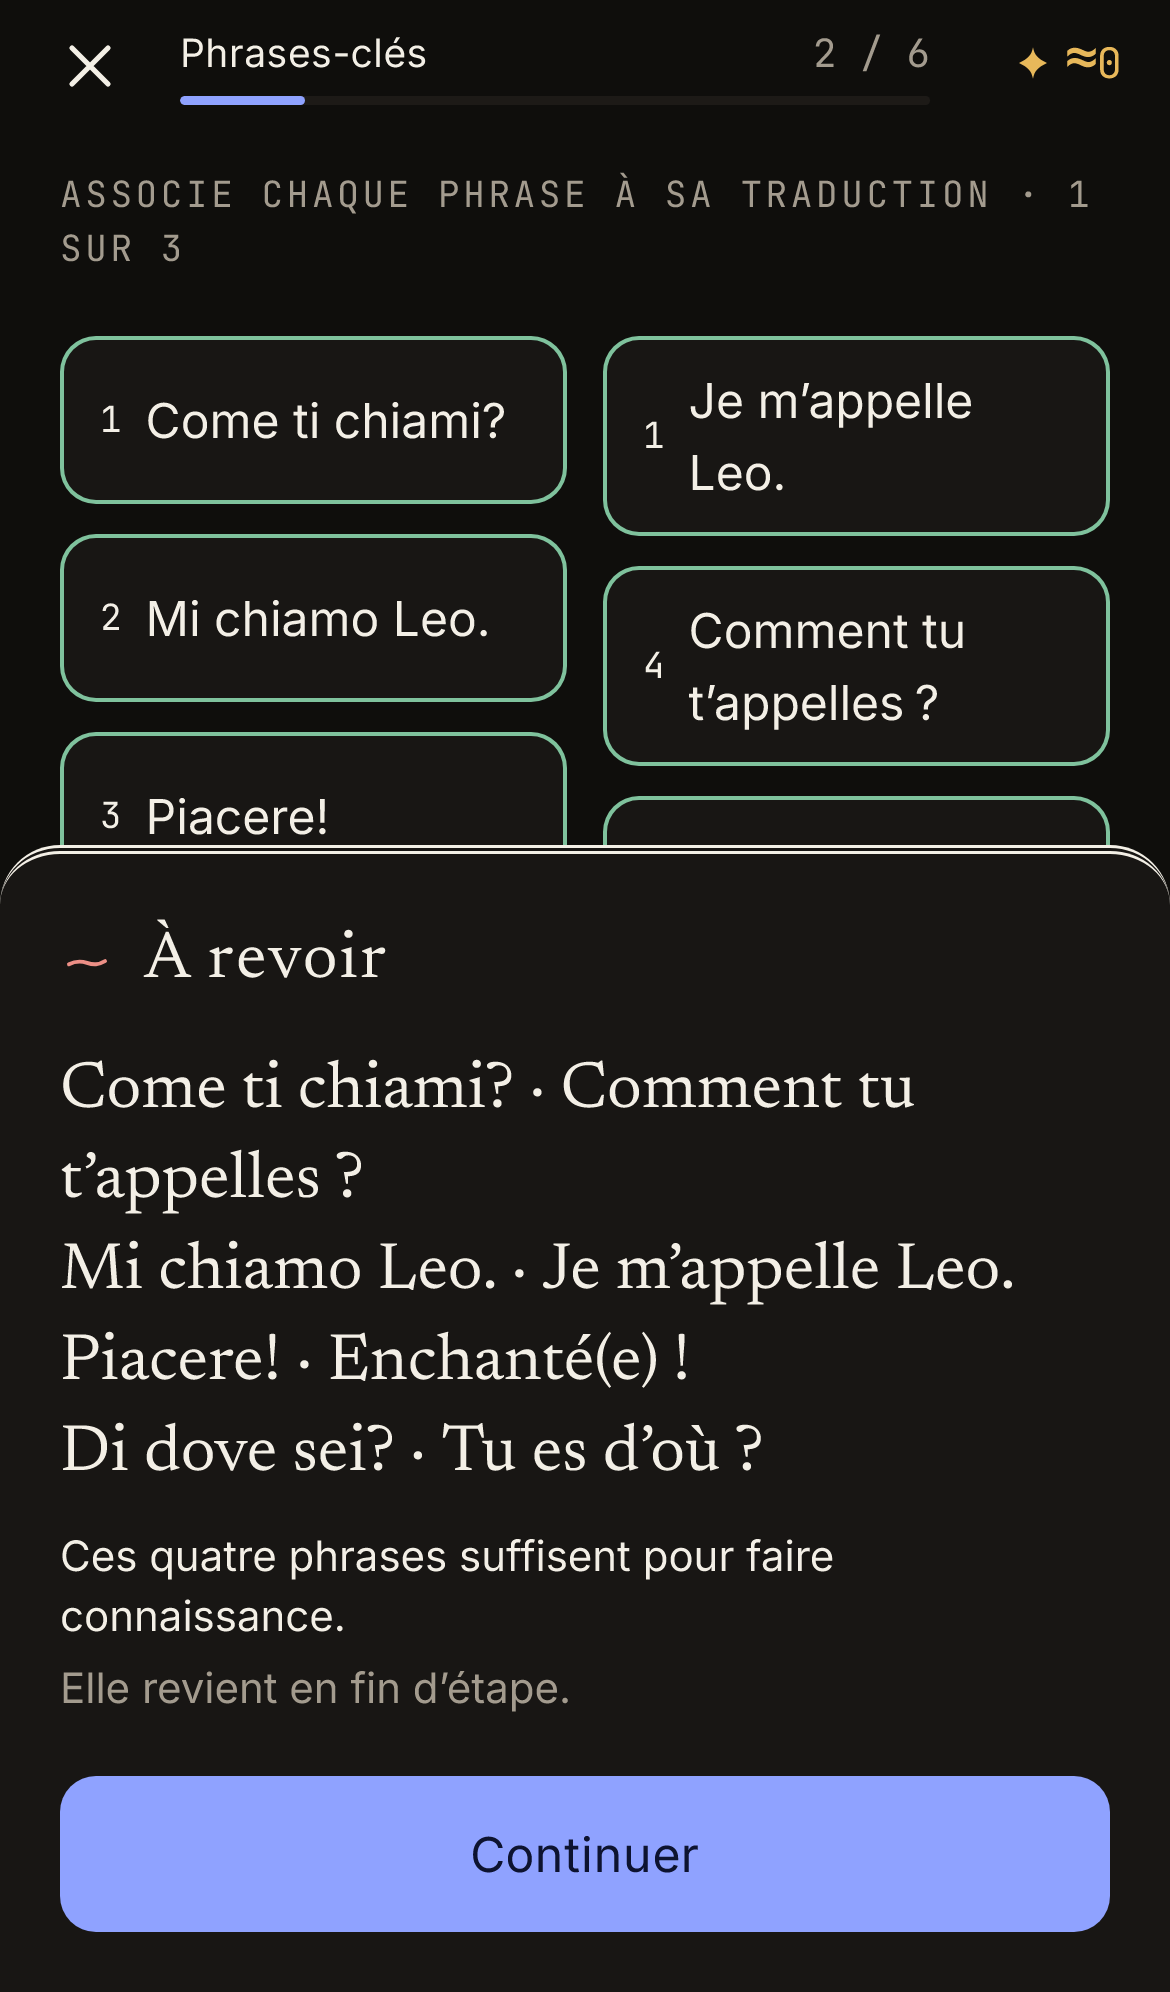 Phrases-clés
2 / 6
✦ ≈0
ASSOCIE CHAQUE PHRASE À SA TRADUCTION · 1
SUR 3
1 Come ti chiami?
1 Je m’appelle
Leo.
2 Mi chiamo Leo.
4 Comment tu
t’appelles ?
3 Piacere!
À revoir
Come ti chiami? · Comment tu
t’appelles ?
Mi chiamo Leo. · Je m’appelle Leo.
Piacere! · Enchanté(e) !
Di dove sei? · Tu es d’où ?
Ces quatre phrases suffisent pour faire
connaissance.
Elle revient en fin d’étape.
Continuer